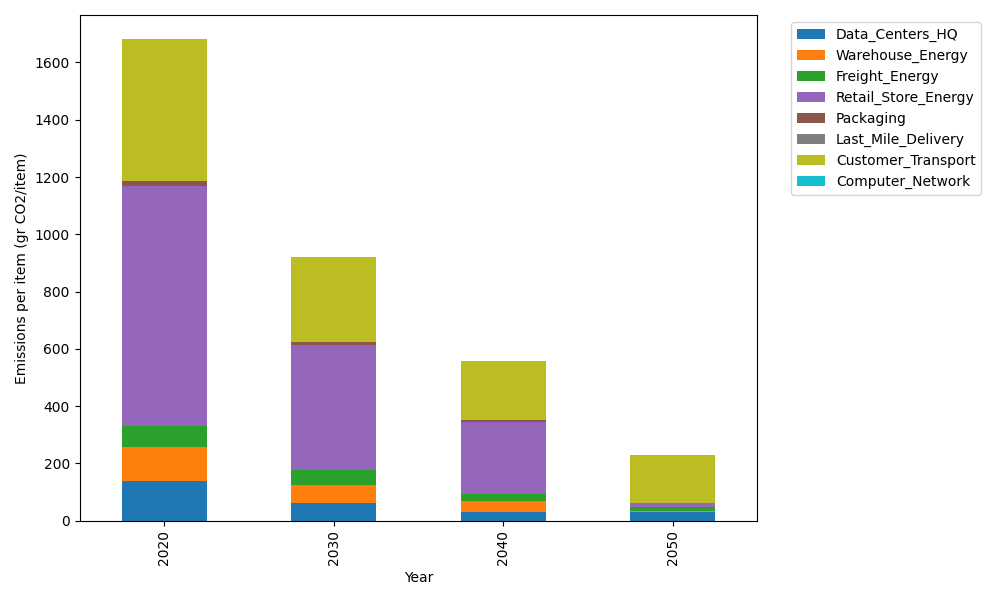 Emissions per item (gr CO2/item)
1600
1400
1200
1000
800
600
400
200
0
2020
2030
2040
2050
Year
Data_Centers_HQ
Warehouse_Energy
Freight_Energy
Retail_Store_Energy
Packaging
Last_Mile_Delivery
Customer_Transport
Computer_Network